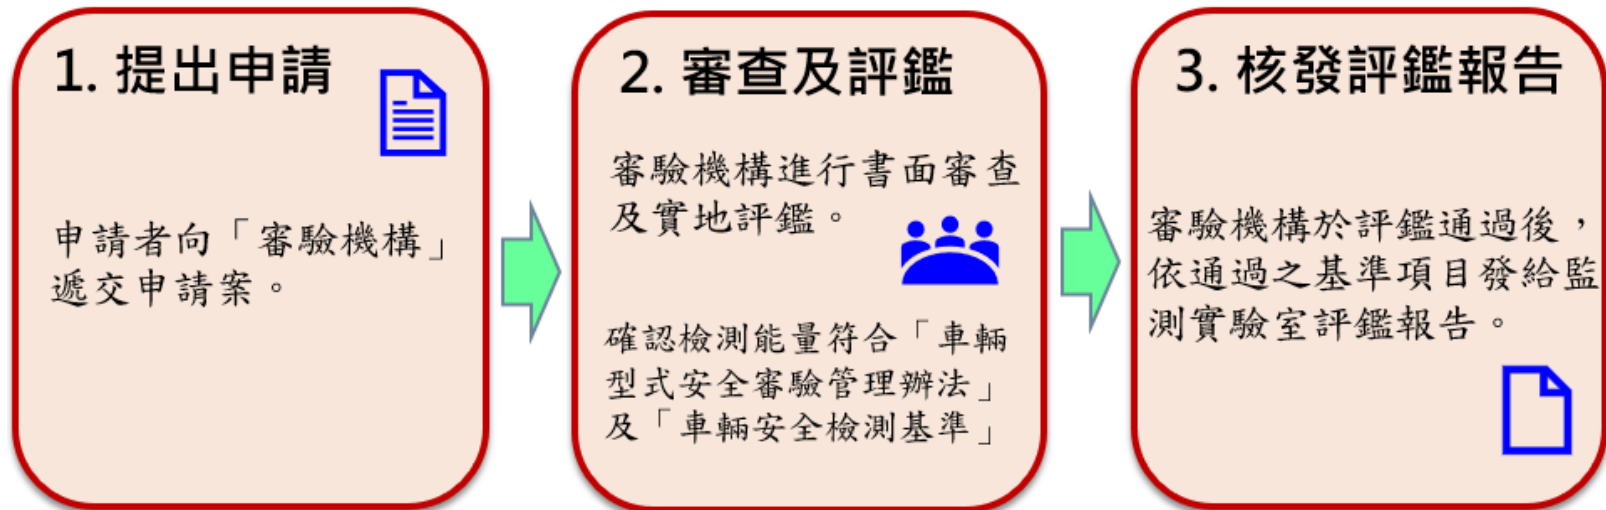 1. 提出申請
申請者向「審驗機構」
遞交申請案。
2. 審查及評鑑
審驗機構進行書面審查
及實地評鑑。
確認檢測能量符合「車輛
型式安全審驗管理辦法」
及「車輛安全檢測基準」
3. 核發評鑑報告
審驗機構於評鑑通過後，
依通過之基準項目發給監
測實驗室評鑑報告。